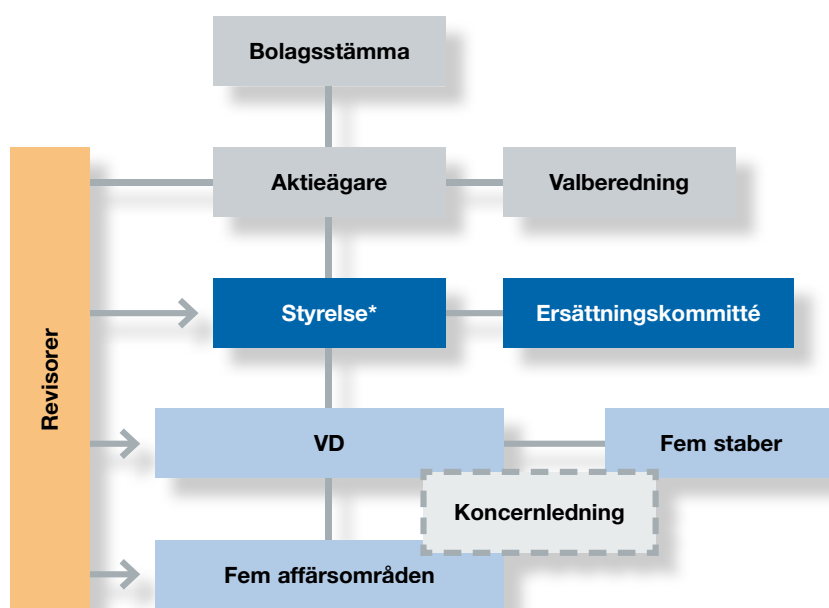 Bolagsstämma
Aktieägare
Valberedning
Styrelse*
Ersättningskommitté
Revisorer
VD
Fem staber
Koncernledning
Fem affärsområden